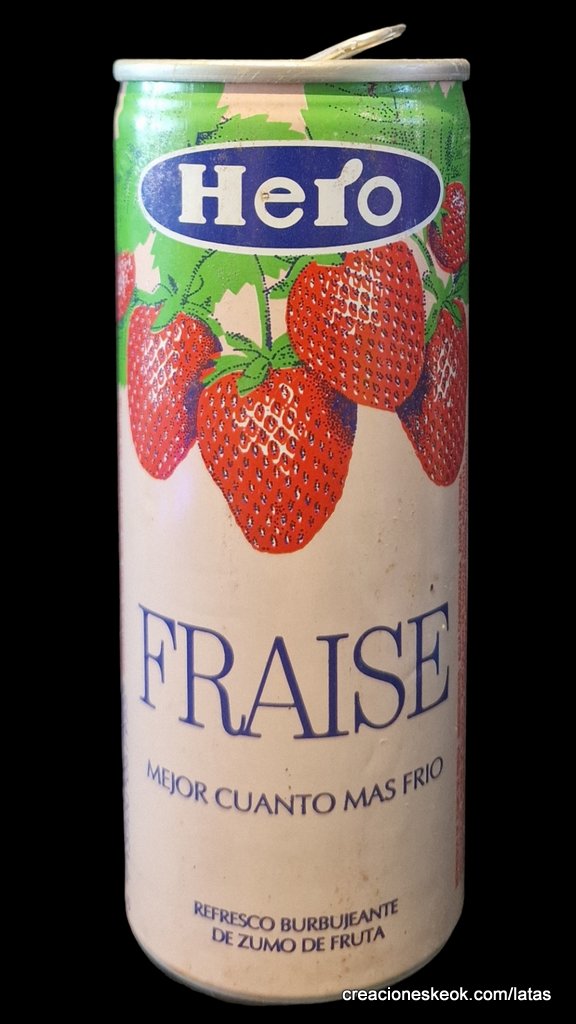 Hero
FRAISE
MEJOR CUANTO MAS FRIO
REFRESCO BURBUJEANTE
DE ZUMO DE FRUTA
creacioneskeok.com/latas